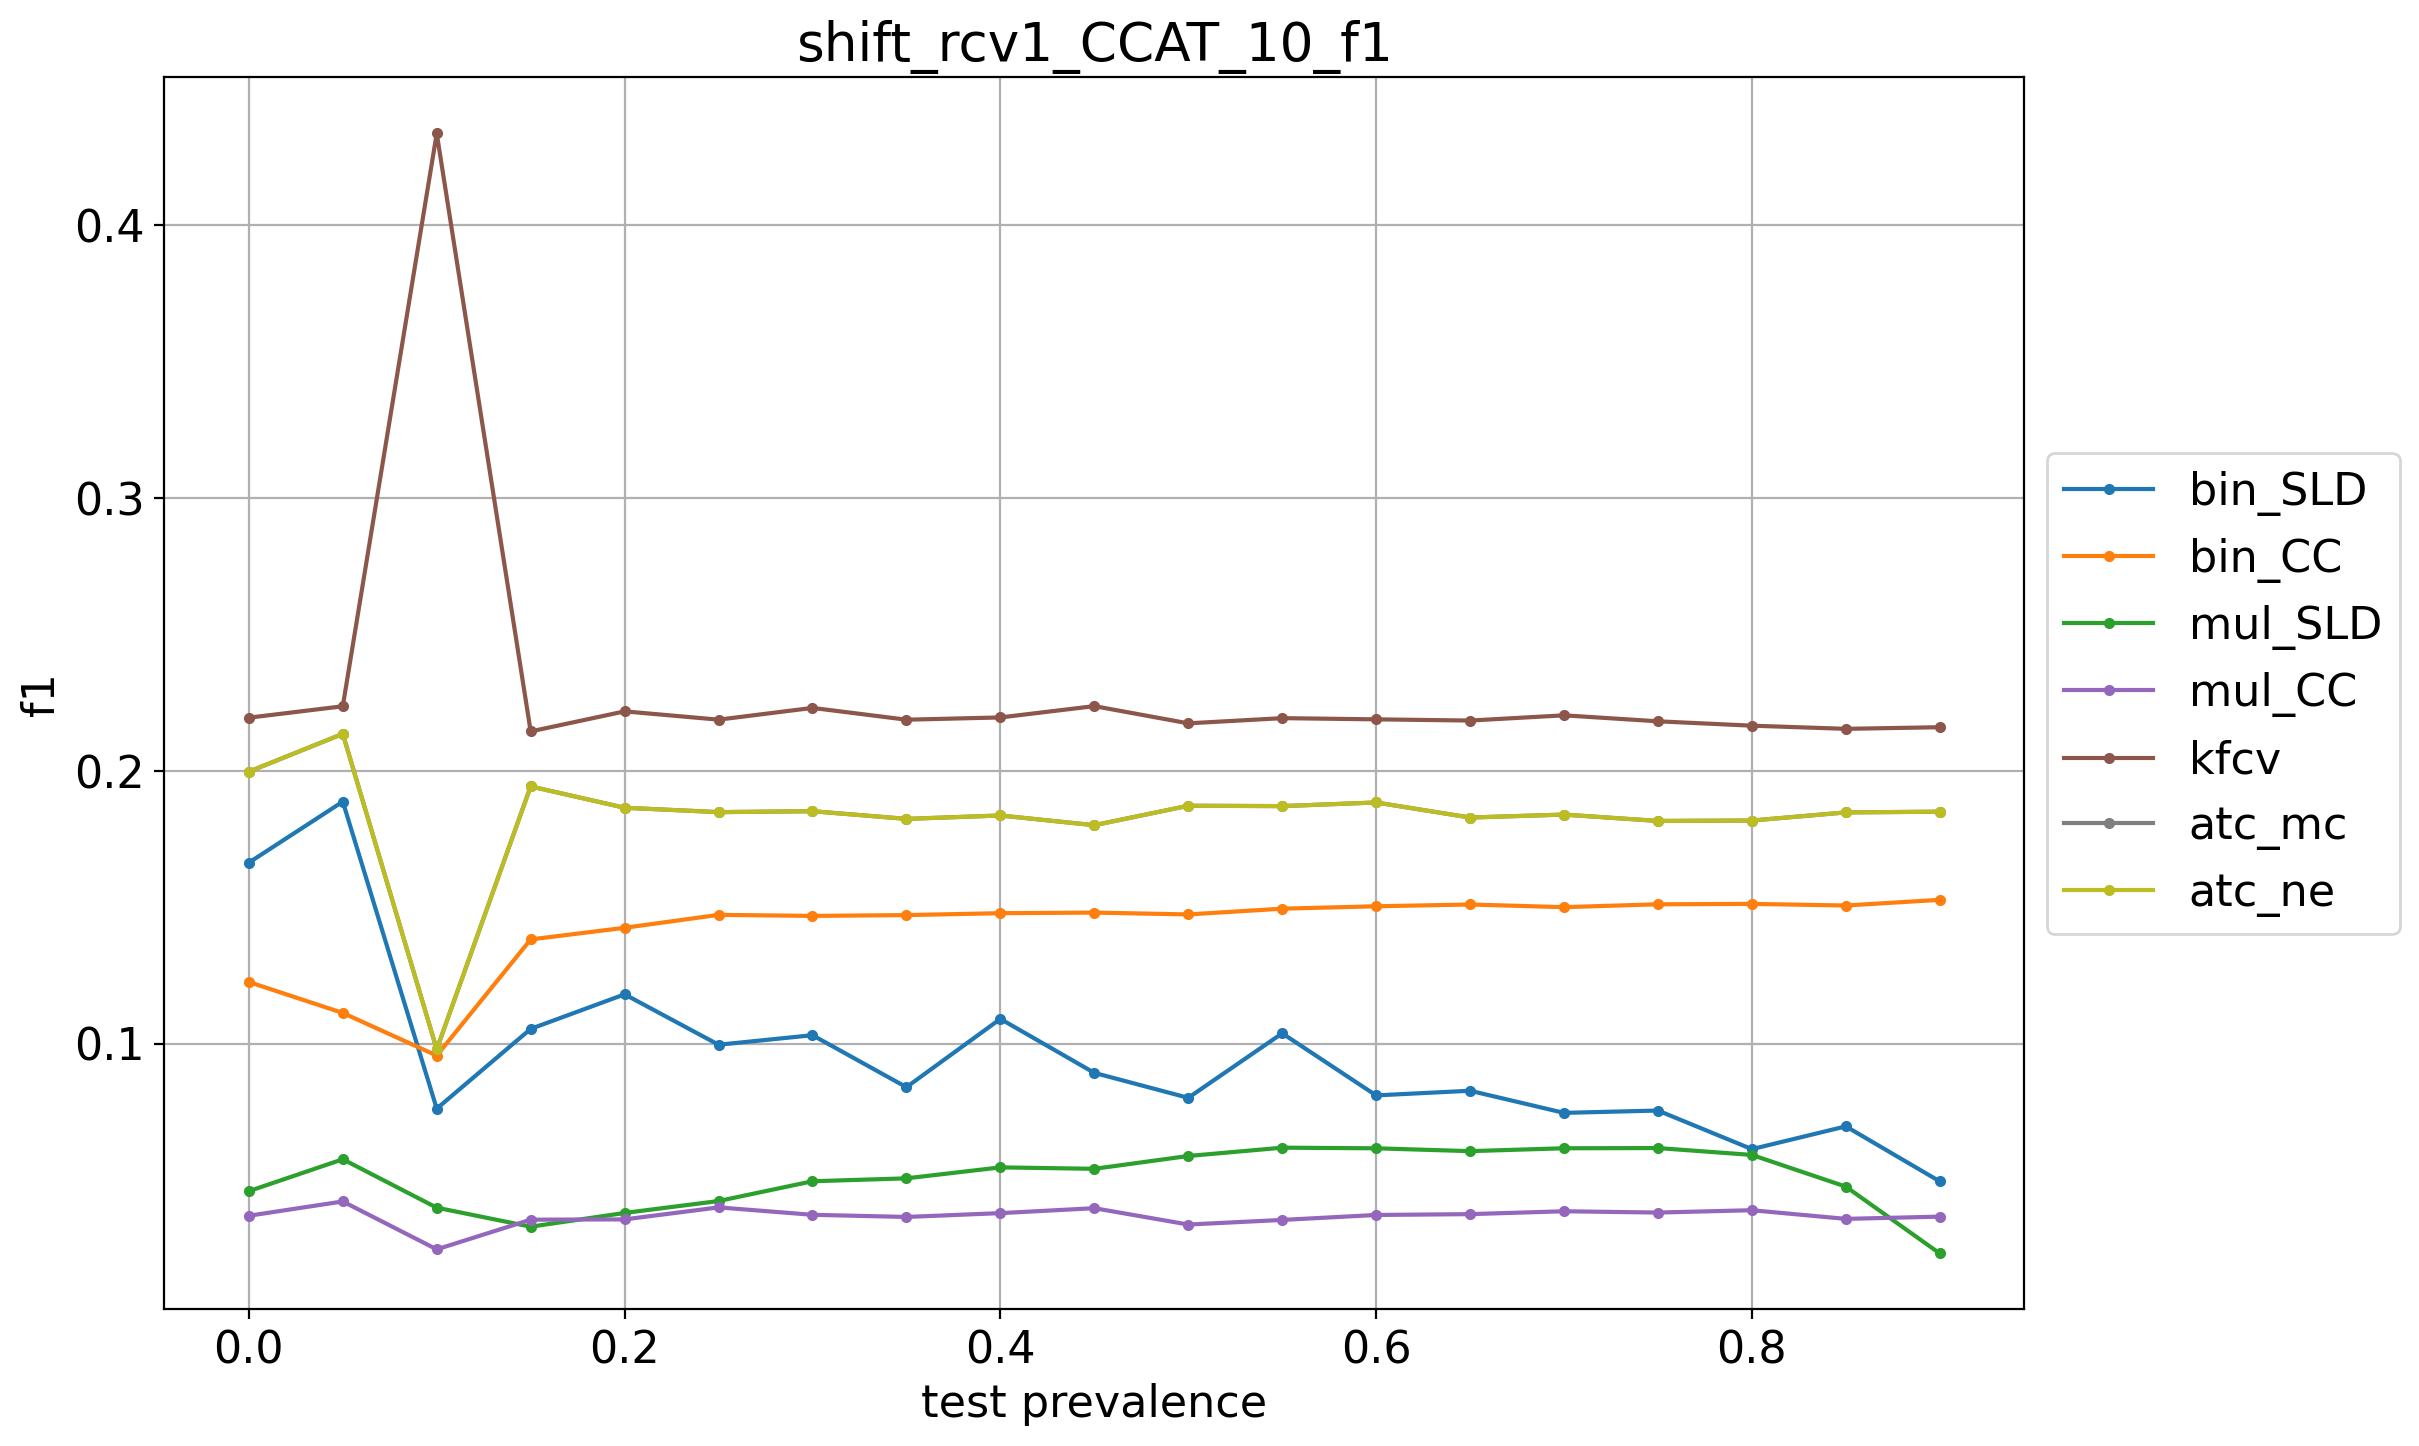 shift_rcv1_CCAT_10_f1
0.4
0.3
0.2
0.1
f1
0.0 0.2 0.4 0.6 0.8
test prevalence
bin_SLD
bin_CC
mul_SLD
mul_CC
kfcv
atc_mc
atc_ne